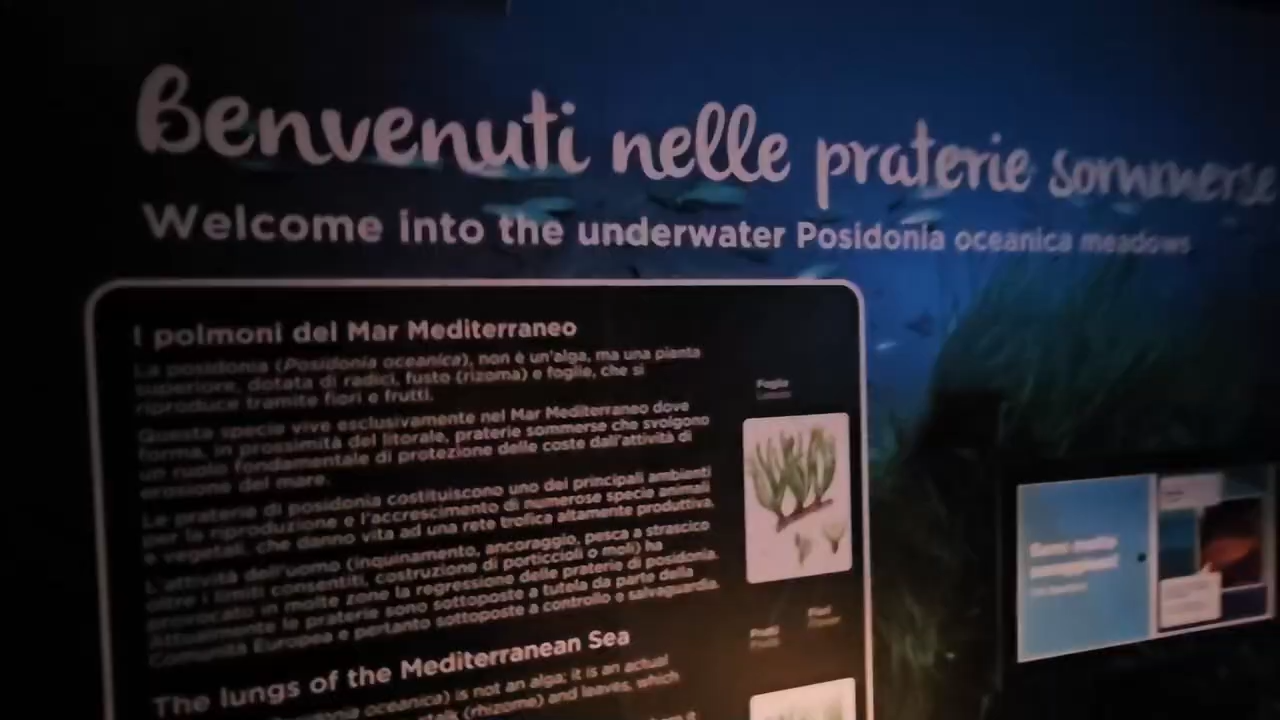 Benvenuti nelle praterie sommerse
Welcome into the underwater Posidonia oceanica meadows
I polmoni del Mar Mediterraneo
La posidonia (Posidonia oceanica), non è un'alga, ma una pianta
superiore, dotata di radici, fusto (rizoma) e foglie, che si
riproduce tramite fiori e frutti.
Questa specie vive esclusivamente nel Mar Mediterraneo dove
forma, in prossimità del litorale, praterie sommerse che svolgono
un ruolo fondamentale di protezione delle coste dall'attività di
erosione del mare.
Le praterie di posidonia costituiscono uno dei principali ambienti
per la riproduzione e l'accrescimento di numerose specie animali
e vegetali, che danno vita ad una rete trofica altamente produttiva.
L'attività dell'uomo (inquinamento, ancoraggio, pesca a strascico
oltre i limiti consentiti, costruzione di porticcioli o moli) ha
provocato in molte zone la regressione delle prateria di posidonia.
Attualmente le praterie sono sottoposte a tutela da parte della
Comunità Europea e pertanto sottoposte a controllo e salvaguardia.
The lungs of the Mediterranean Sea
oceanica) is not an alga; it is an actual
(rhizome) and leaves, which
Foglie
Leaves
Frutti
Fruits
Fiori
Flower